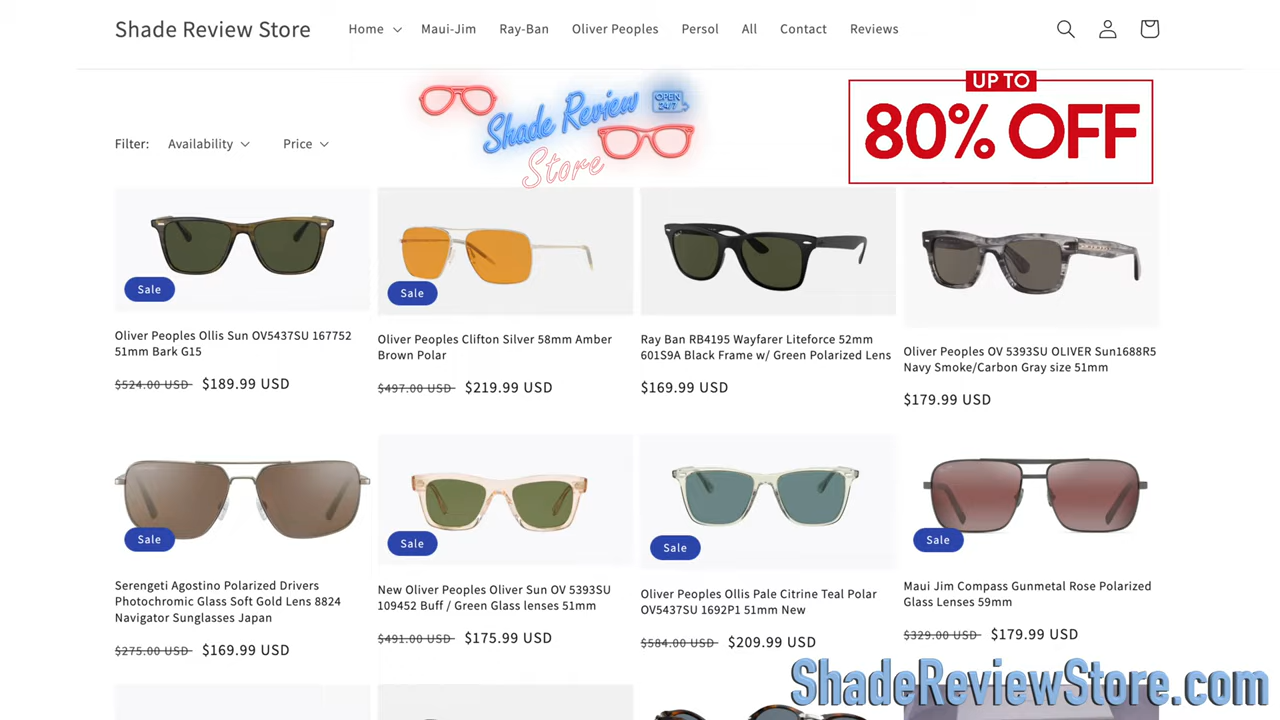 Shade Review Store
Home
Maui-Jim
Ray-Ban
Oliver Peoples
Persol
All
Contact
Reviews
Shade Review
OPEN
24/7
Store
UP TO
80% OFF
Filter:
Availability
Price
Sale
Oliver Peoples Ollis Sun OV5437SU 167752
51mm Bark G15
$524.00 USD $189.99 USD
Sale
Oliver Peoples Clifton Silver 58mm Amber
Brown Polar
$497.00 USD $219.99 USD
Ray Ban RB4195 Wayfarer Liteforce 52mm
601S9A Black Frame w/ Green Polarized Lens
$169.99 USD
Oliver Peoples OV 5393SU OLIVER Sun1688R5
Navy Smoke/Carbon Gray size 51mm
$179.99 USD
Sale
Serengeti Agostino Polarized Drivers
Photochromic Glass Soft Gold Lens 8824
Navigator Sunglasses Japan
$275.00 USD $169.99 USD
Sale
New Oliver Peoples Oliver Sun OV 5393SU
109452 Buff / Green Glass lenses 51mm
$491.00 USD $175.99 USD
Sale
Oliver Peoples Ollis Pale Citrine Teal Polar
OV5437SU 1692P1 51mm New
$584.00 USD $209.99 USD
Sale
Maui Jim Compass Gunmetal Rose Polarized
Glass Lenses 59mm
$329.00 USD $179.99 USD
ShadeReviewStore.com